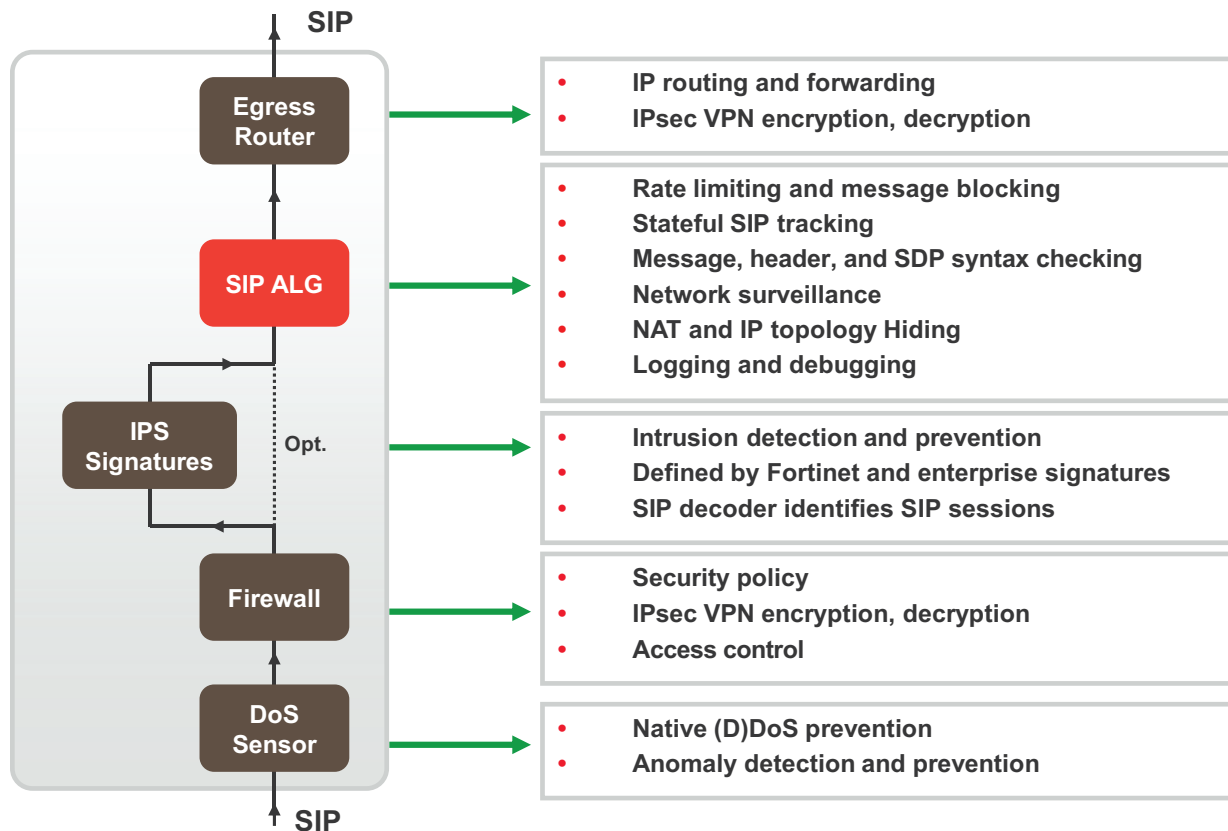 SIP
Egress
Router
• IP routing and forwarding
• IPsec VPN encryption, decryption
SIP ALG
• Rate limiting and message blocking
• Stateful SIP tracking
• Message, header, and SDP syntax checking
• Network surveillance
• NAT and IP topology Hiding
• Logging and debugging
IPS
Signatures
Opt.
• Intrusion detection and prevention
• Defined by Fortinet and enterprise signatures
• SIP decoder identifies SIP sessions
Firewall
• Security policy
• IPsec VPN encryption, decryption
• Access control
DoS
Sensor
• Native (D)DoS prevention
• Anomaly detection and prevention
SIP